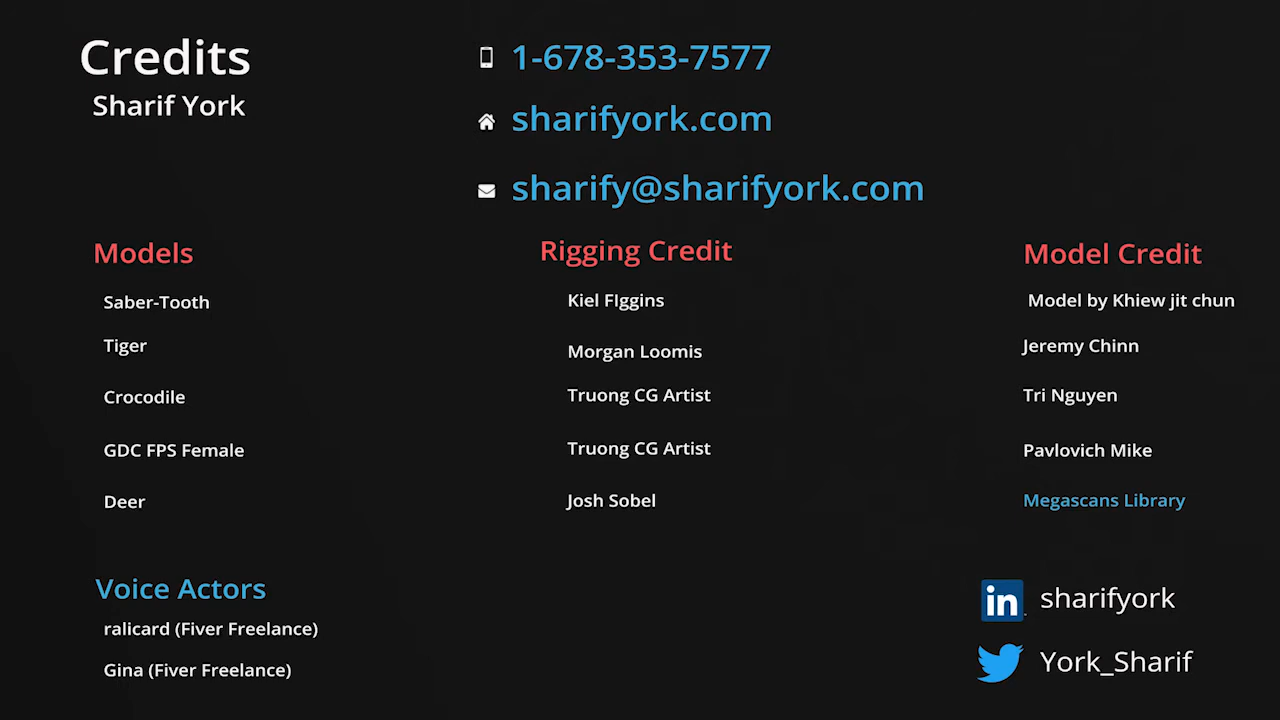 Credits
Sharif York
1-678-353-7577
sharifyork.com
sharify@sharifyork.com
Models
Rigging Credit
Model Credit
Saber-Tooth
Kiel FIggins
Model by Khiew jit chun
Tiger
Morgan Loomis
Jeremy Chinn
Crocodile
Truong CG Artist
Tri Nguyen
GDC FPS Female
Truong CG Artist
Pavlovich Mike
Deer
Josh Sobel
Megascans Library
Voice Actors
ralicard (Fiver Freelance)
Gina (Fiver Freelance)
in sharifyork
York_Sharif